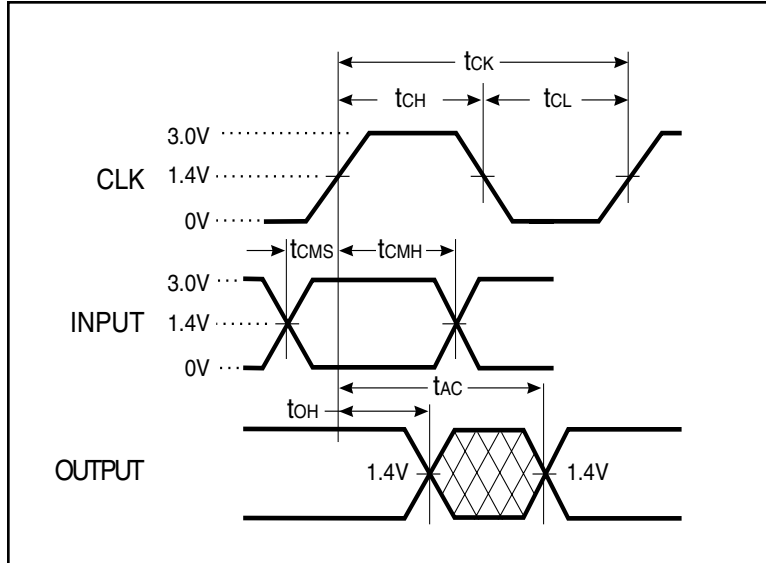 tCK
tCH tCL
3.0V
CLK 1.4V
0V
tCMS tCMH
3.0V
INPUT 1.4V
0V
tAC
tOH
OUTPUT 1.4V 1.4V